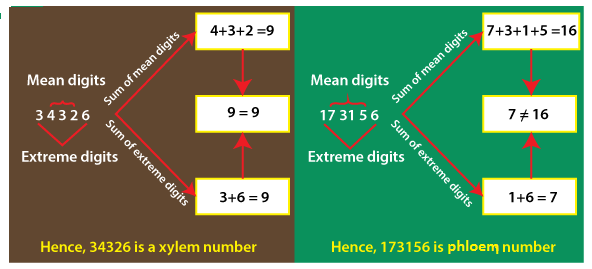 4+3+2 =9
Sum of mean digits
Mean digits
3 4 3 2 6
9 = 9
Extreme digits
Sum of extreme digits
3+6 = 9
Hence, 34326 is a xylem number
7+3+1+5 =16
Sum of mean digits
Mean digits
17 31 5 6
7 ≠ 16
Extreme digits
Sum of extreme digits
1+6 = 7
Hence, 173156 is phloem number